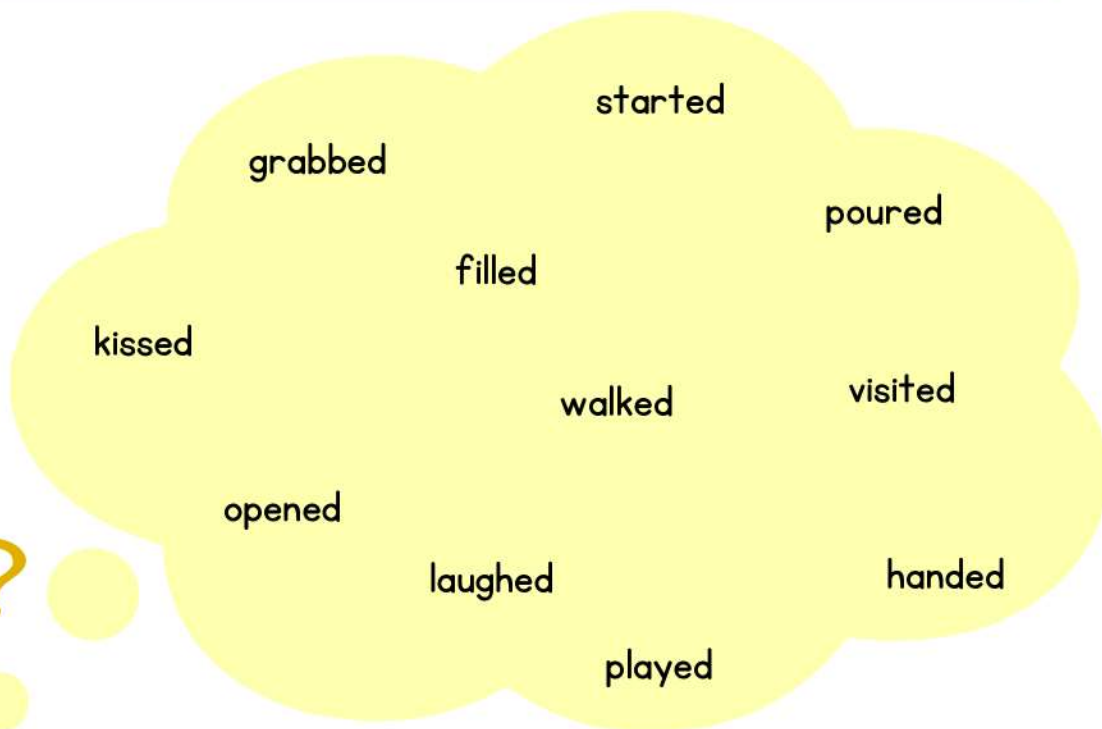 started
grabbed
poured
filled
kissed
visited
walked
opened
handed
laughed
played
?